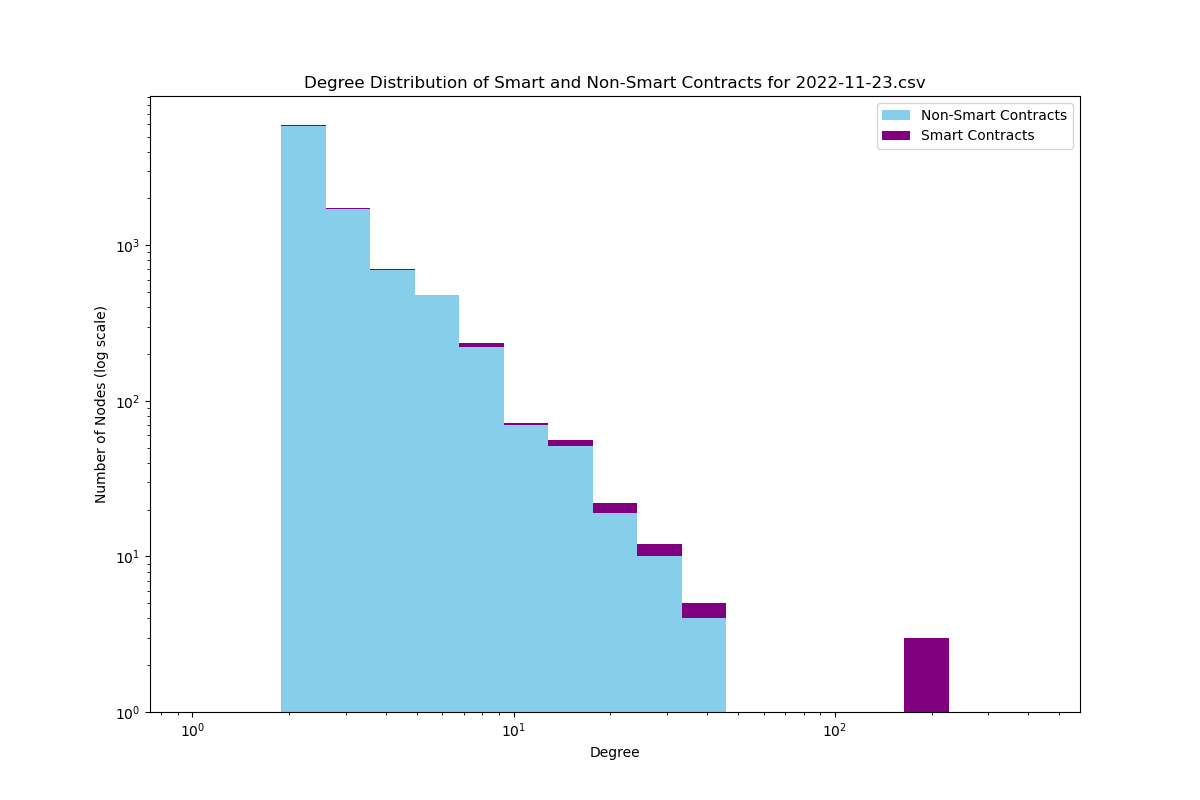 Degree Distribution of Smart and Non-Smart Contracts for 2022-11-23.csv
Non-Smart Contracts
Smart Contracts
Number of Nodes (log scale)
10³
10²
10¹
10⁰
10⁰ 10¹ 10²
Degree